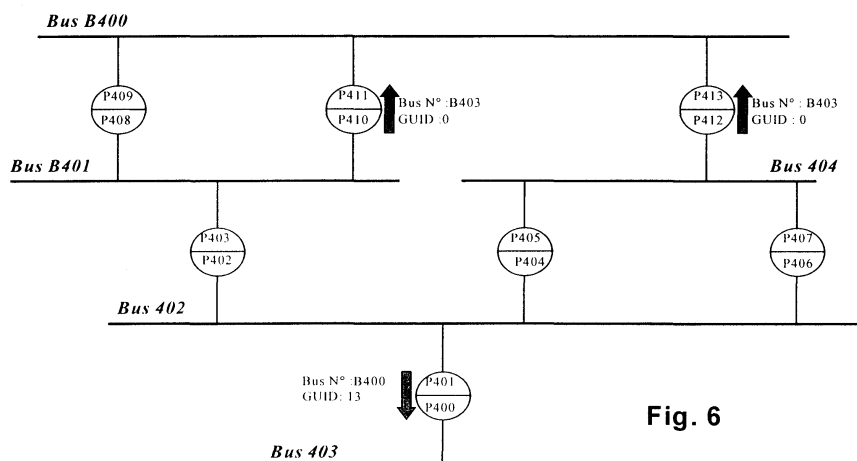 Bus B400
P409
P408
P411
P410
Bus N° :B403
GUID :0
P413
P412
Bus N° : B403
GUID : 0
Bus B401
Bus 404
P403
P402
P405
P404
P407
P406
Bus 402
Bus N° :B400
GUID: 13
P401
P400
Fig. 6
Bus 403